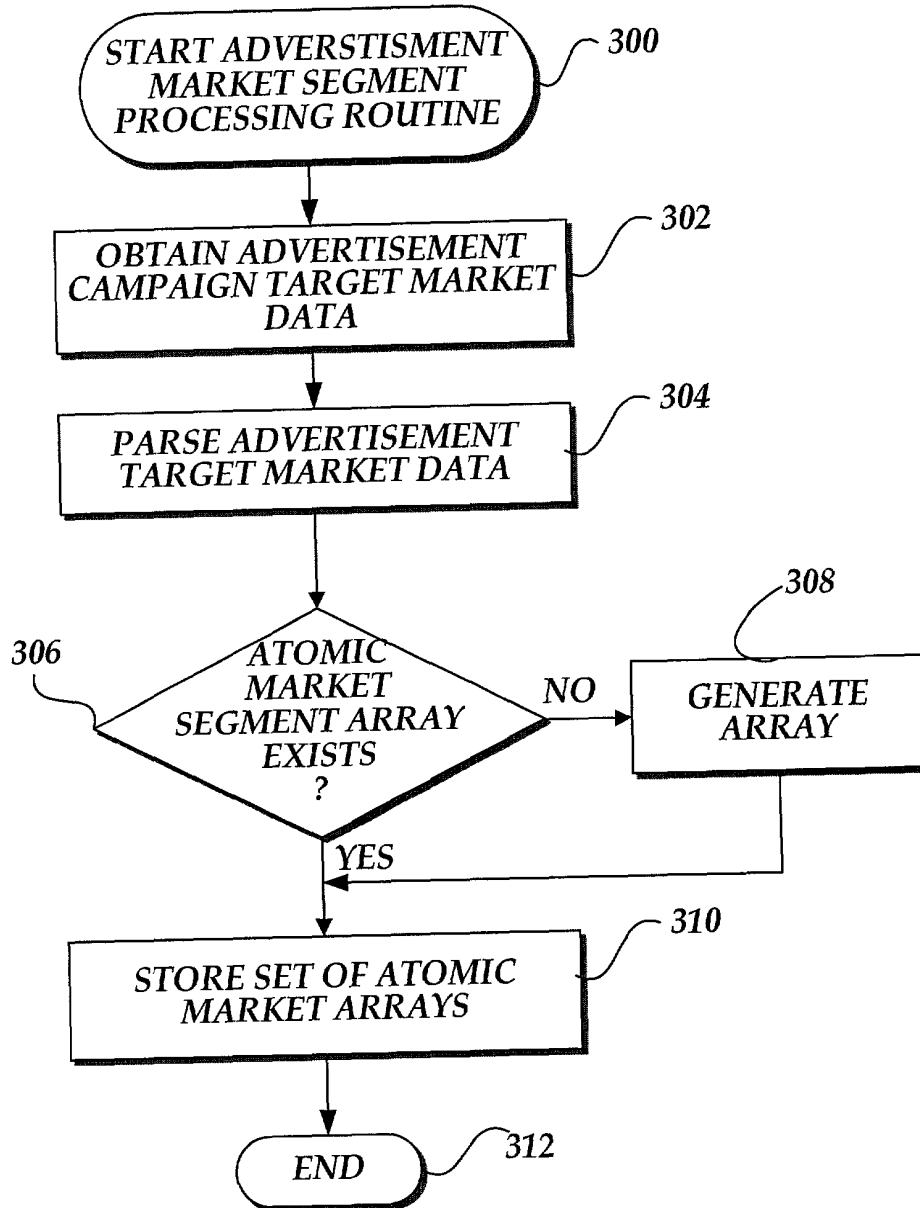 START ADVERSTISMENT
MARKET SEGMENT
PROCESSING ROUTINE
300
OBTAIN ADVERTISEMENT
CAMPAIGN TARGET MARKET
DATA
302
PARSE ADVERTISEMENT
TARGET MARKET DATA
304
306
ATOMIC
MARKET
SEGMENT ARRAY
EXISTS
?
NO
308
GENERATE
ARRAY
YES
310
STORE SET OF ATOMIC
MARKET ARRAYS
END
312